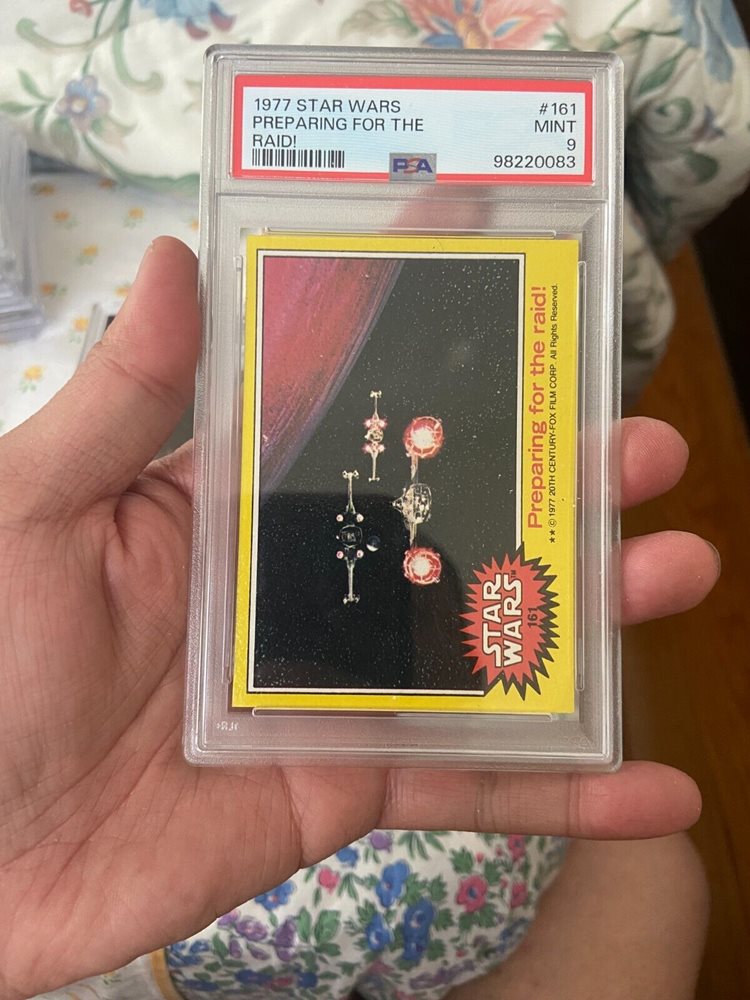 1977 STAR WARS
PREPARING FOR THE
RAID!
#161
MINT
9
98220083
PSA
Preparing for the raid!
★★ © 1977 20TH CENTURY-FOX FILM CORP. All Rights Reserved.
STAR
WARS™
161